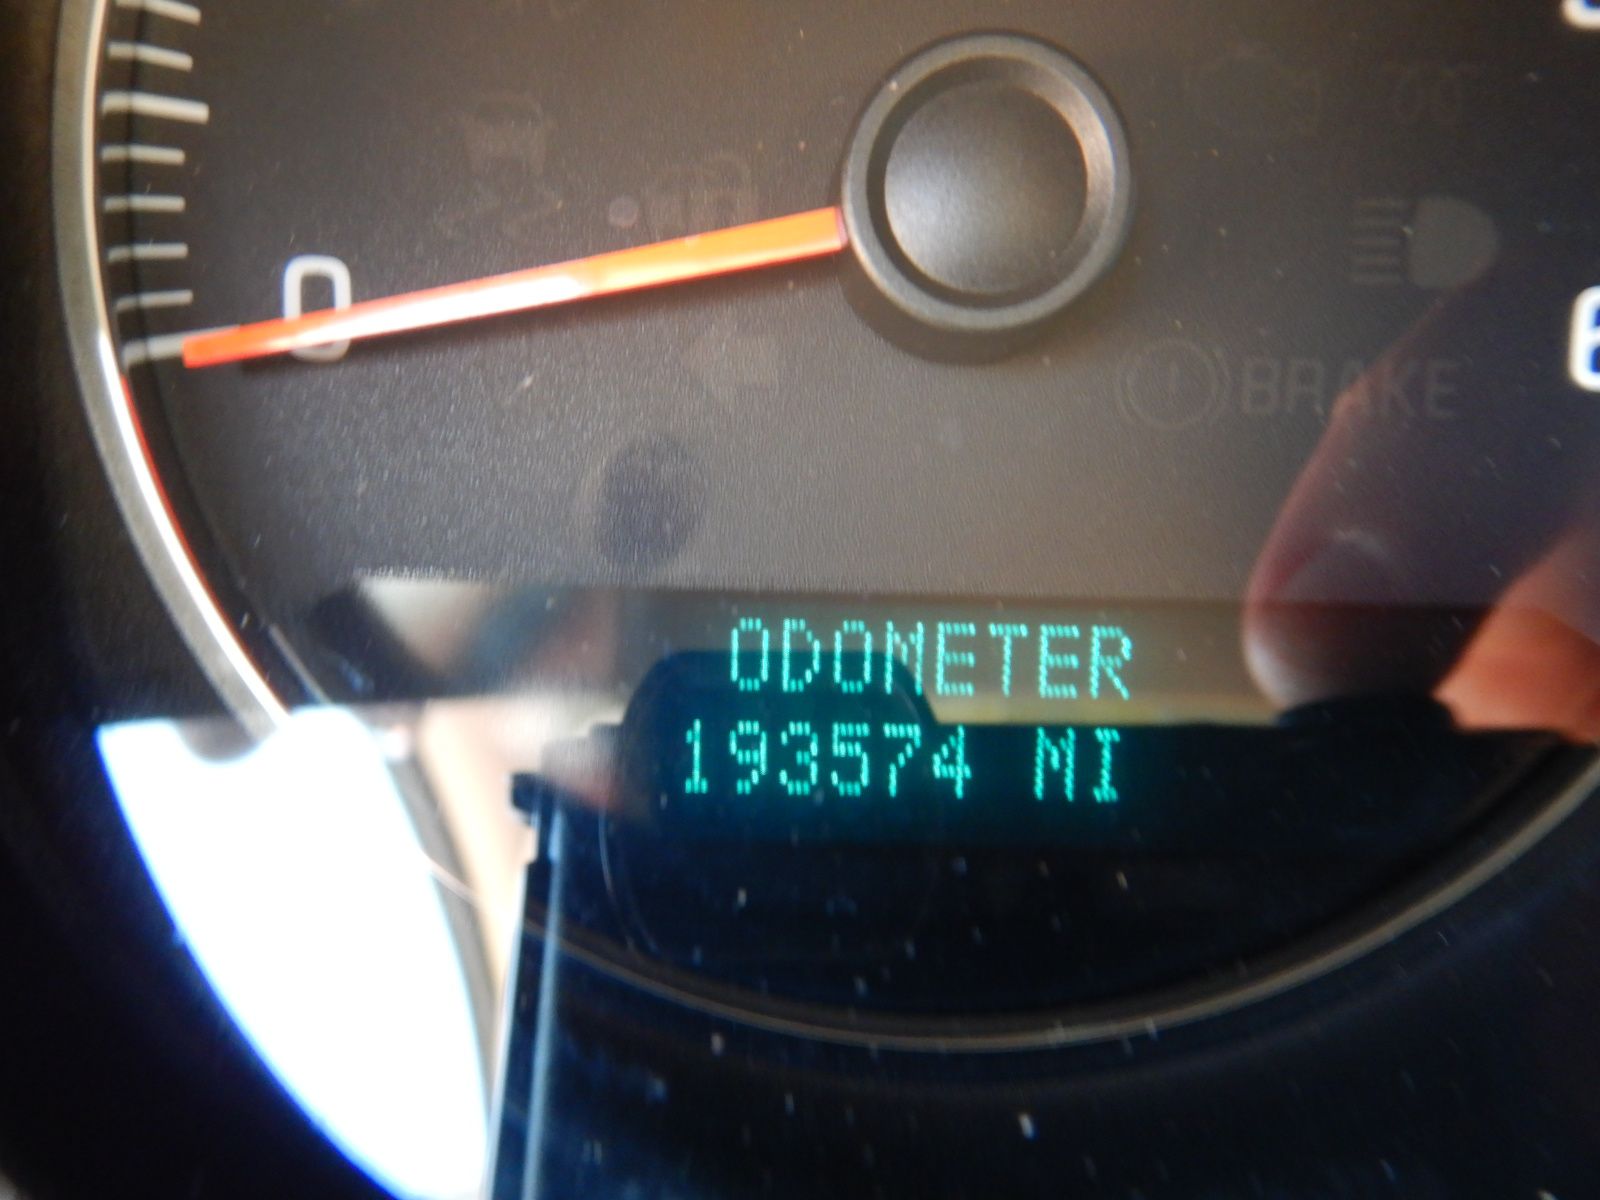 0
BRAKE
ODOMETER
193574 MI